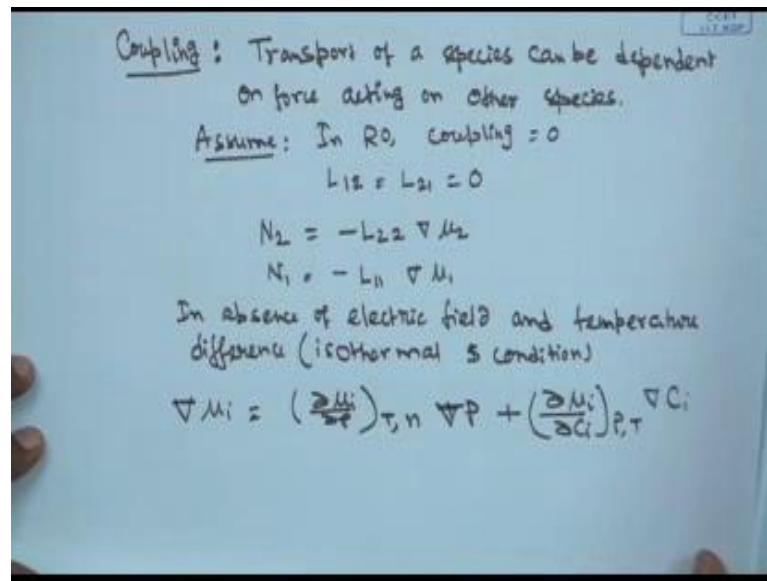 Coupling : Transport of a species can be dependent
on force acting on other species.
Assume : In RO, coupling = 0
L12 = L21 = 0
N2 = -L22 ∇ μ2
N1 = - L11 ∇ μ1
In absence of electric field and temperature
difference (isothermal s condition)
∇ μi = (∂μi/∂P)T,n ∇P + (∂μi/∂Ci)P,T ∇Ci